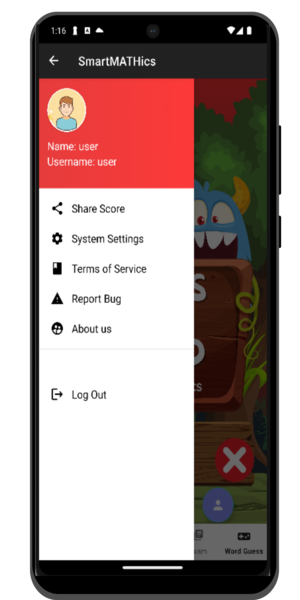 1:16
SmartMATHics
Name: user
Username: user
Share Score
System Settings
Terms of Service
Report Bug
About us
Log Out
Word Guess